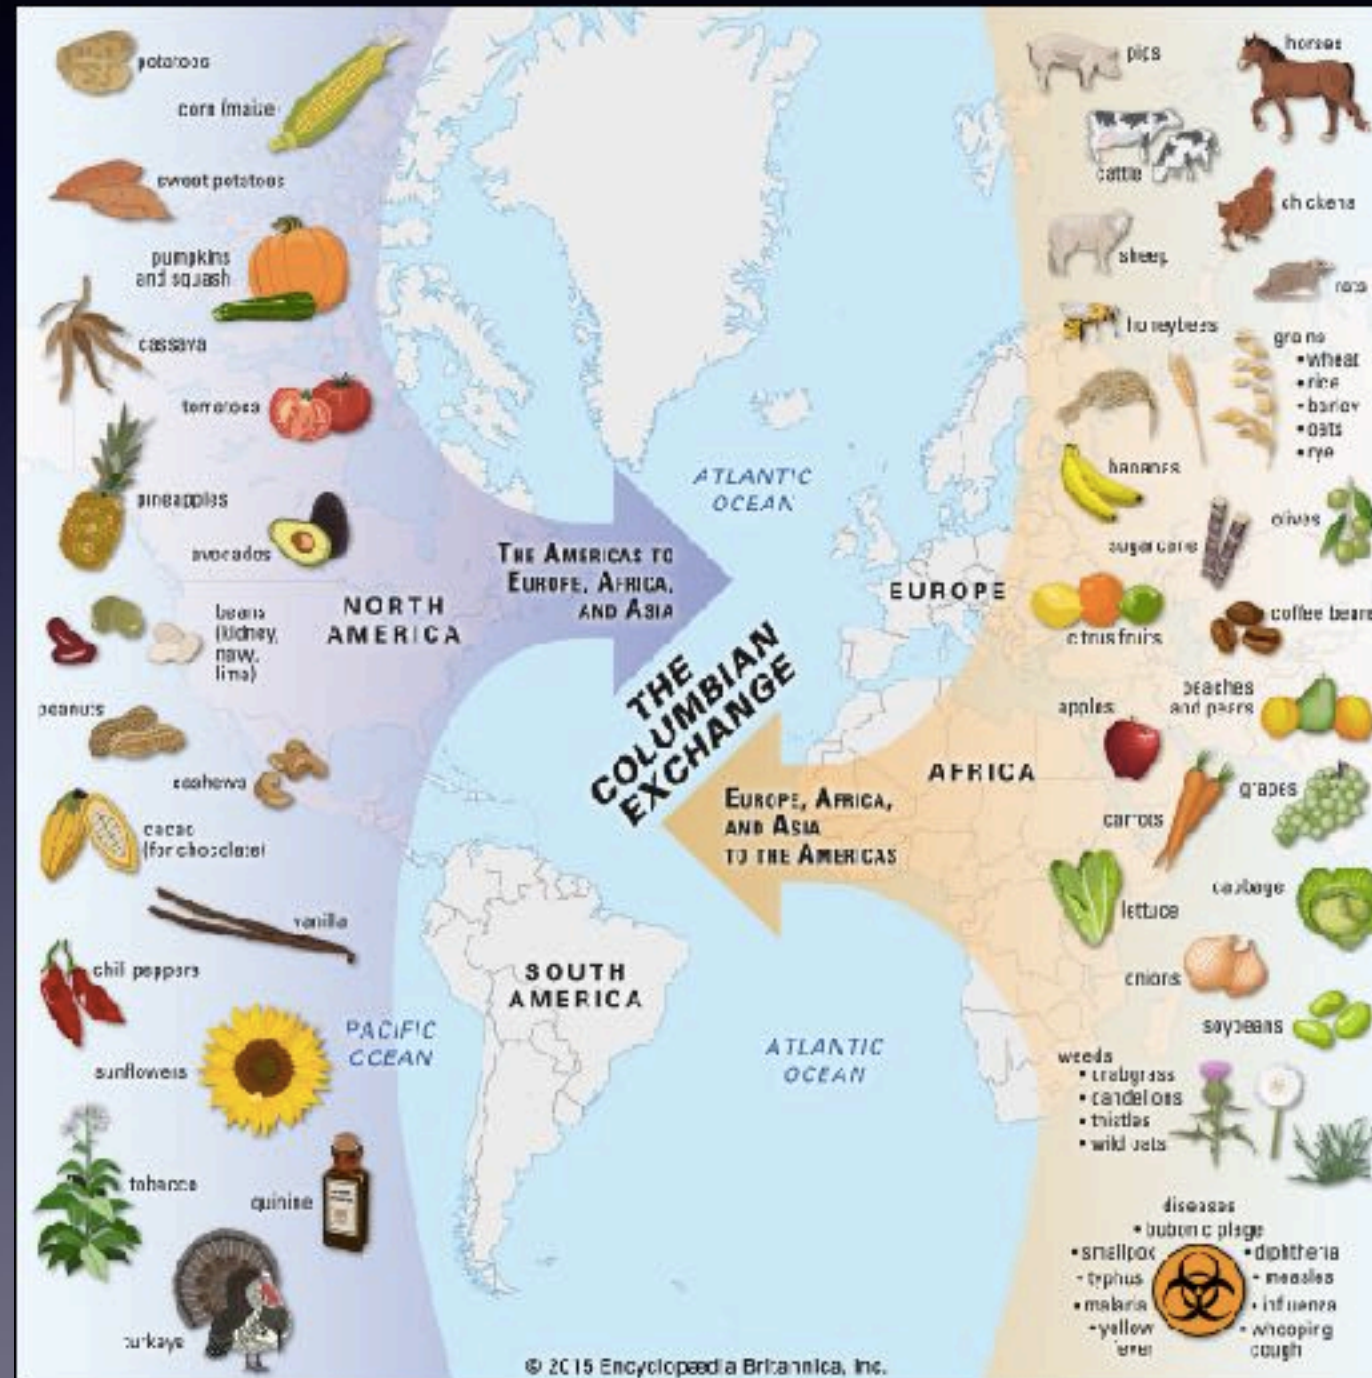 potatoes
corn (maize
sweet potatoes
pumpkins
and squash
cassava
tomatoes
pineapples
avocados
beans
(kidney,
navy,
lima)
peanuts
cashews
cacao
(for chocolate)
vanilla
chili peppers
sunflowers
tobacco
quinine
turkeys
NORTH
AMERICA
THE AMERICAS TO
EUROPE, AFRICA,
AND ASIA
ATLANTIC
OCEAN
EUROPE
THE
COLUMBIAN
EXCHANGE
AFRICA
EUROPE, AFRICA,
AND ASIA
TO THE AMERICAS
SOUTH
AMERICA
PACIFIC
OCEAN
ATLANTIC
OCEAN
pigs
horses
cattle
chickens
sheep
rats
honeybees
grains
• wheat
• rice
• barley
• oats
• rye
bananas
olives
sugarcane
citrus fruits
coffee beans
apples
peaches
and pears
carrots
grapes
lettuce
cabbage
onions
soybeans
weeds
• crabgrass
• dandelions
• thistles
• wild oats
diseases
• bubonic plage
• smallpox
• typhus
• malaria
• yellow
fever
• diphtheria
• measles
• influenza
• whooping
cough
© 2015 Encyclopædia Britannica, Inc.